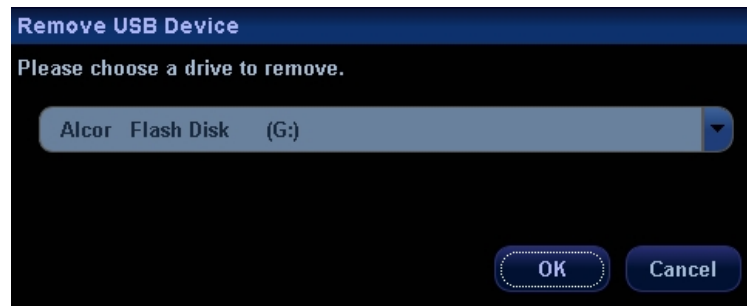 Remove USB Device
Please choose a drive to remove.
Alcor Flash Disk (G:)
OK Cancel